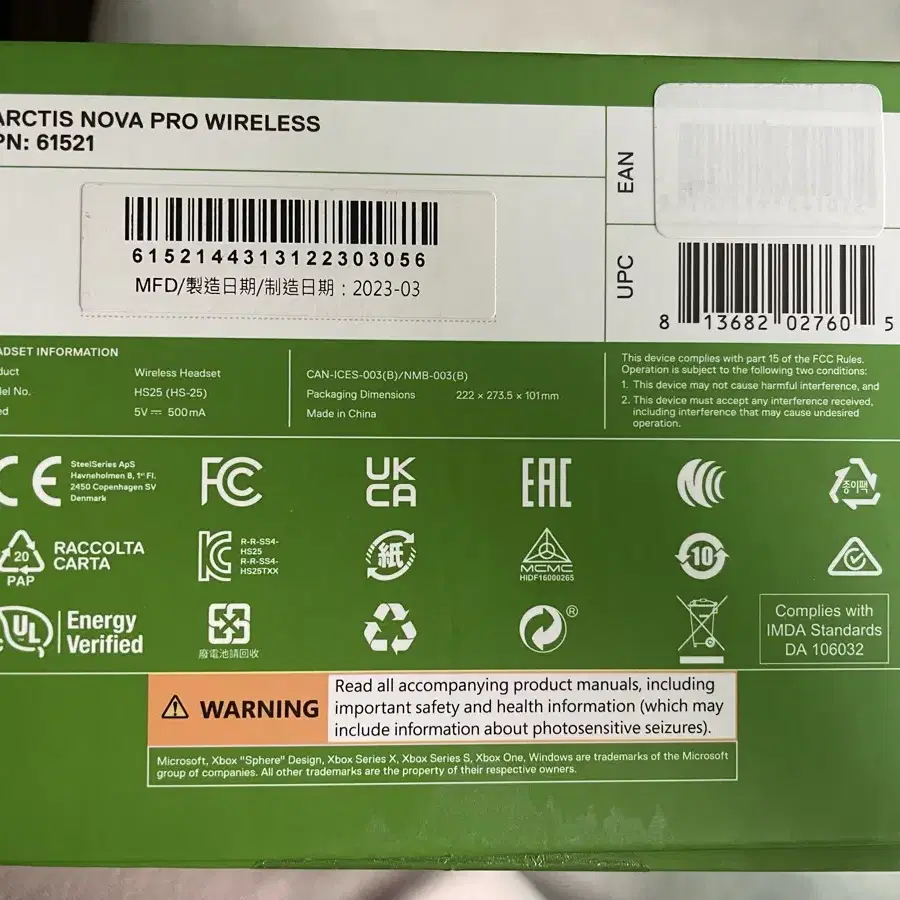 ARCTIS NOVA PRO WIRELESS
PN: 61521
6152144313122303056
MFD/製造日期/制造日期：2023-03
EAN
UPC
8 13682 02760 5
ADSET INFORMATION
duct Wireless Headset
el No. HS25 (HS-25)
ed 5V⎓ 500mA
CAN-ICES-003(B)/NMB-003(B)
Packaging Dimensions 222 × 273.5 × 101mm
Made in China
This device complies with part 15 of the FCC Rules.
Operation is subject to the following two conditions:
1. This device may not cause harmful interference, and
2. This device must accept any interference received,
including interference that may cause undesired
operation.
CE
SteelSeries ApS
Havneholmen 8, 1st Fl.
2450 Copenhagen SV
Denmark
FC
UK
CA
EAC
종이팩
20
PAP
RACCOLTA
CARTA
R-R-SS4-
HS25
R-R-SS4-
HS25TXX
紙
MCMC
HIDF16000265
10
UL
Energy
Verified
廢電池請回收
®
Complies with
IMDA Standards
DA 106032
WARNING
Read all accompanying product manuals, including
important safety and health information (which may
include information about photosensitive seizures).
Microsoft, Xbox "Sphere" Design, Xbox Series X, Xbox Series S, Xbox One, Windows are trademarks of the Microsoft
group of companies. All other trademarks are the property of their respective owners.